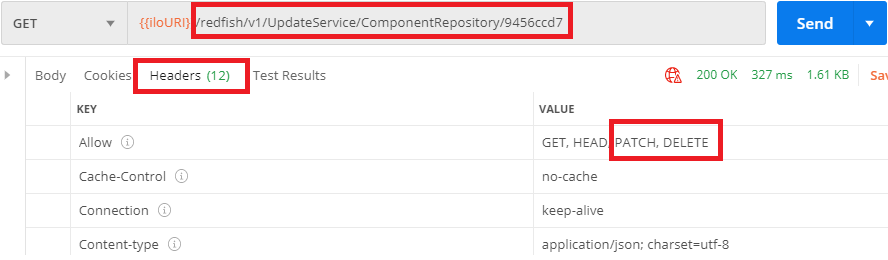 GET {{iloURI}}/redfish/v1/UpdateService/ComponentRepository/9456ccd7 Send
Body Cookies Headers (12) Test Results 200 OK 327 ms 1.61 KB Sav
KEY VALUE
Allow GET, HEAD, PATCH, DELETE
Cache-Control no-cache
Connection keep-alive
Content-type application/json; charset=utf-8